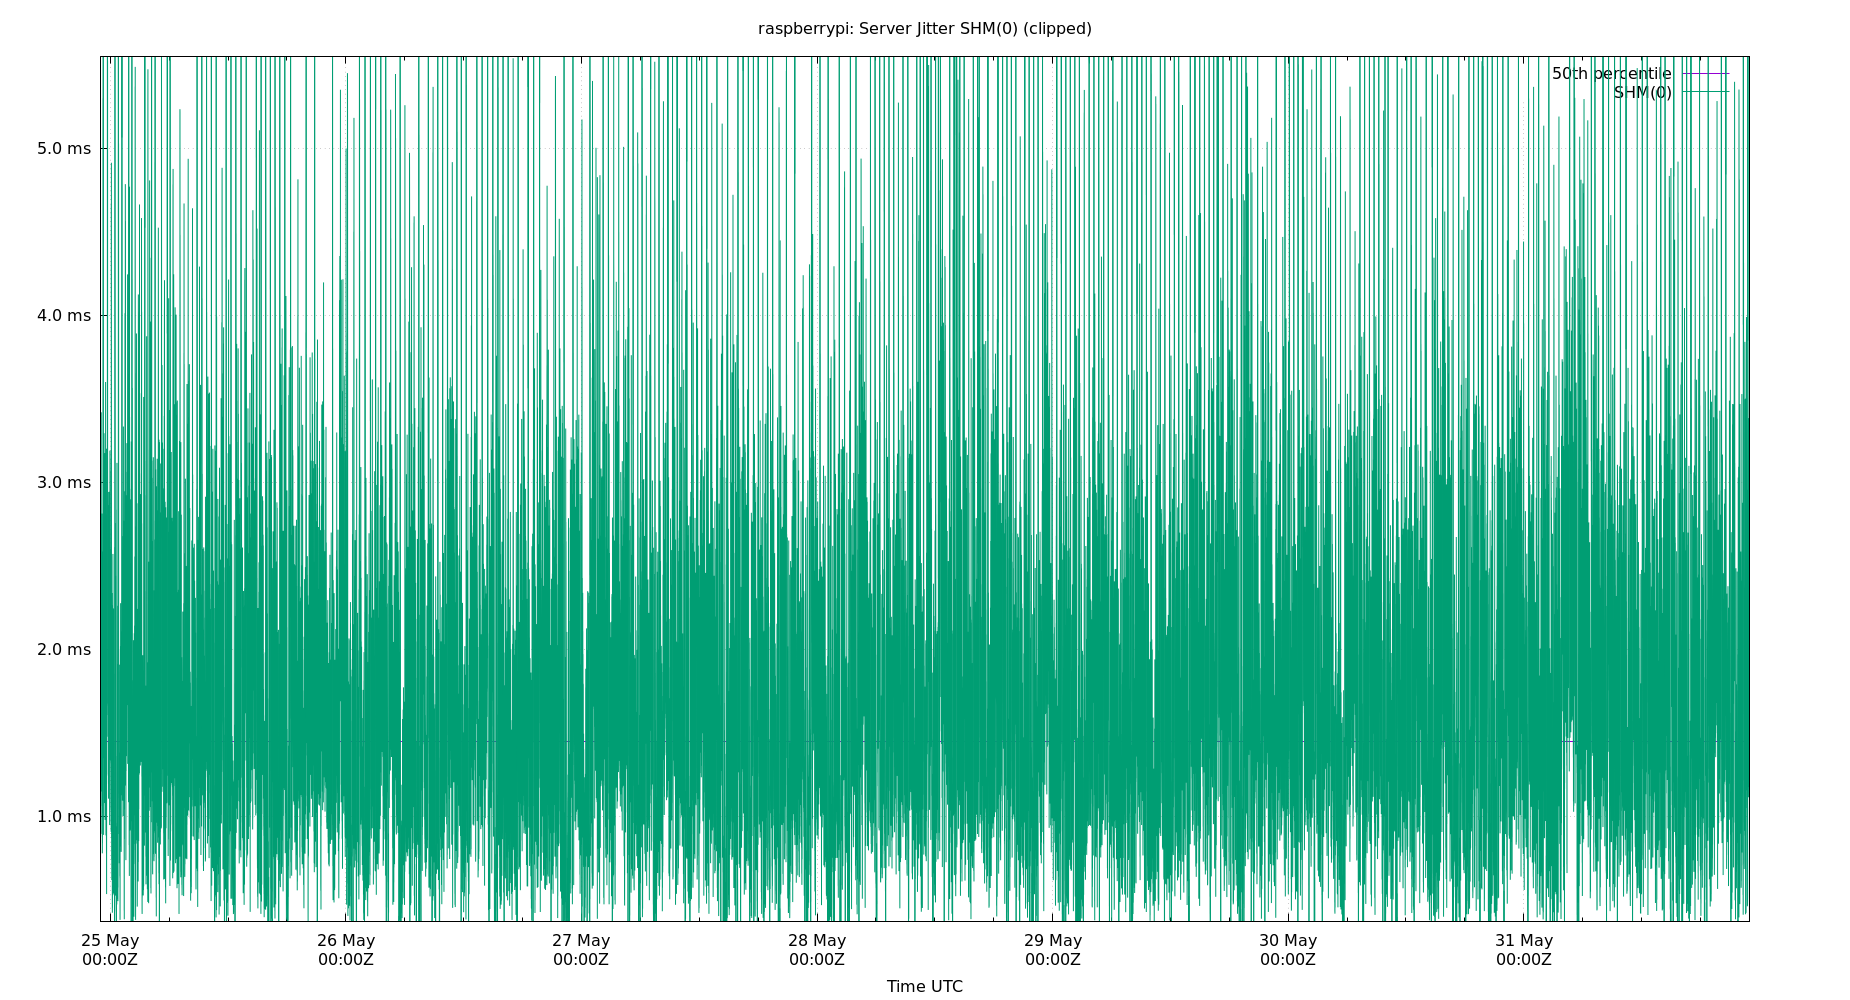 raspberrypi: Server Jitter SHM(0) (clipped)
50th percentile
SHM(0)
5.0 ms
4.0 ms
3.0 ms
2.0 ms
1.0 ms
25 May 26 May 27 May 28 May 29 May 30 May 31 May
00:00Z 00:00Z 00:00Z 00:00Z 00:00Z 00:00Z 00:00Z
Time UTC